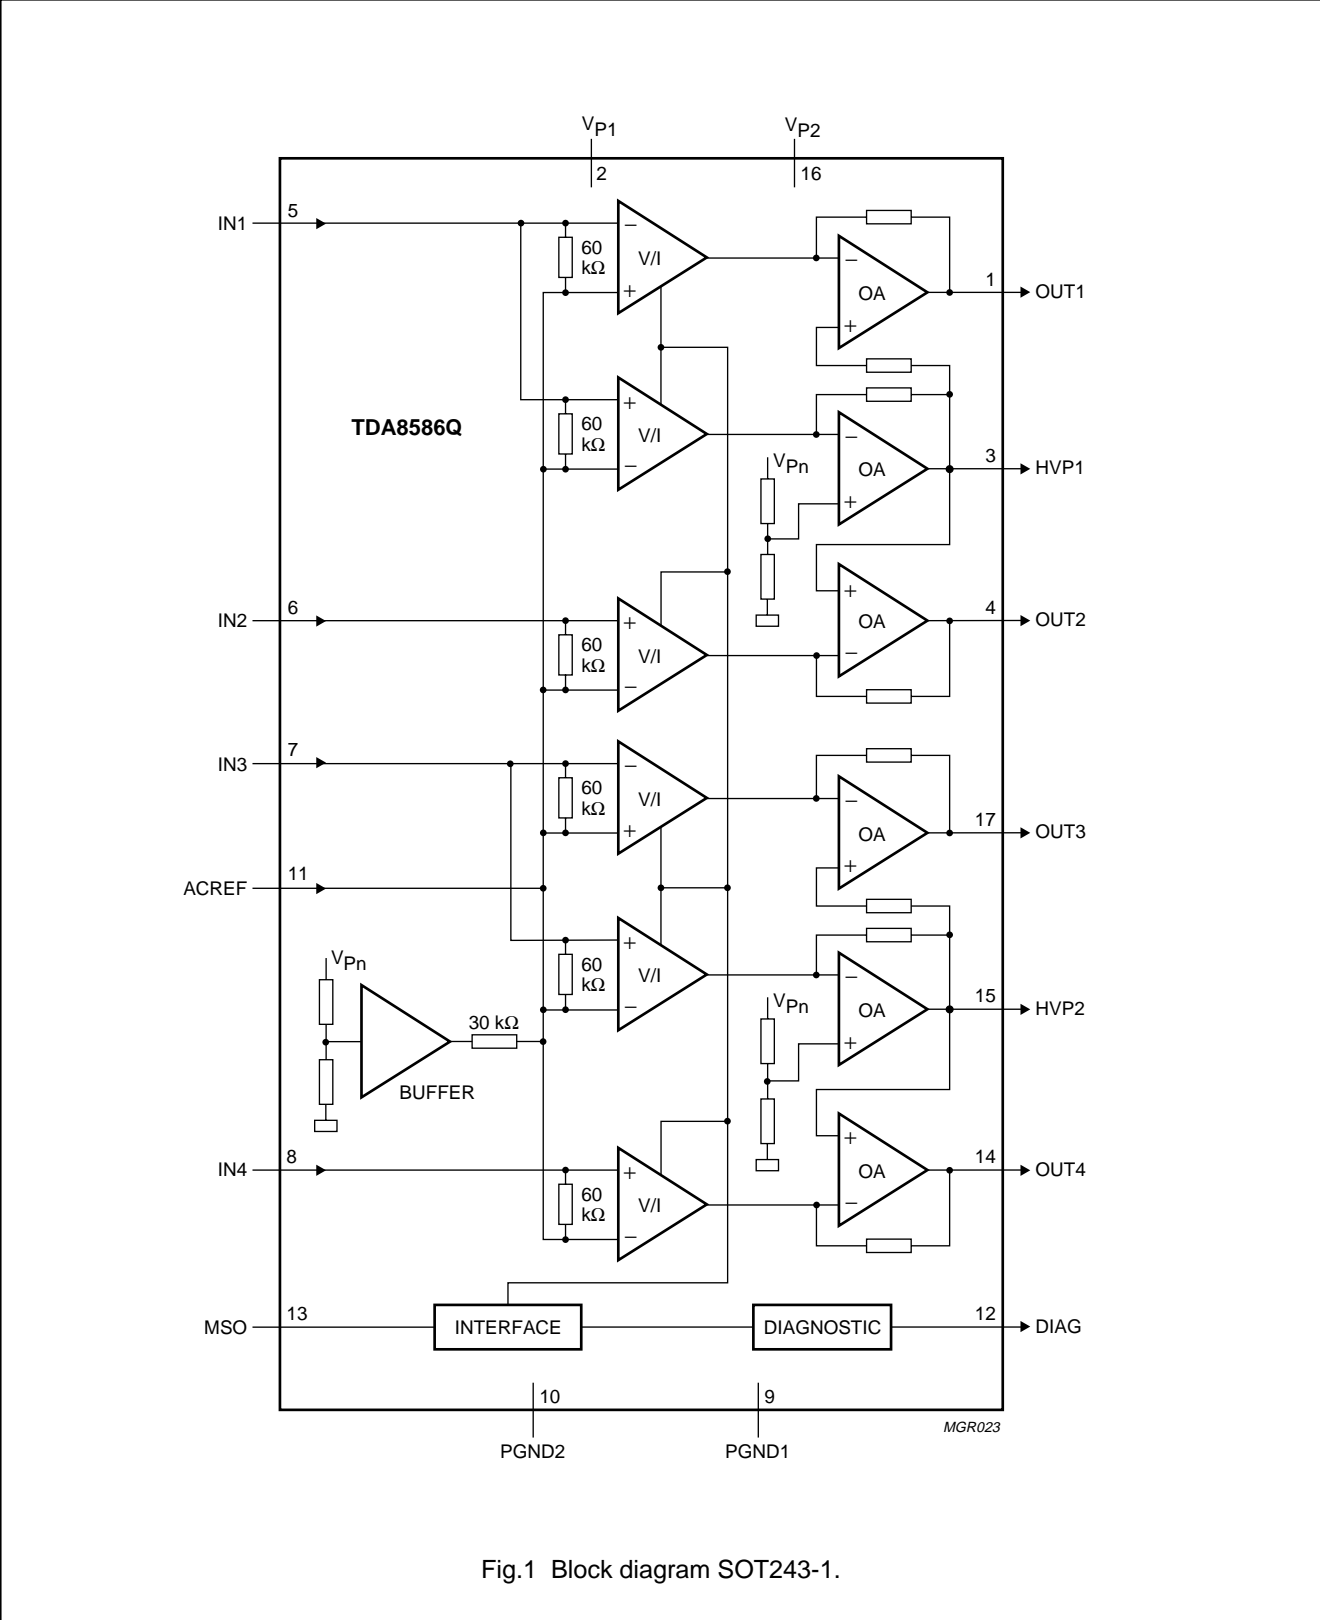 VP1
VP2
2
16
IN1
5
−
60
kΩ
V/I
+
−
OA
+
1
OUT1
TDA8586Q
+
60
kΩ
V/I
−
−
OA
+
VPn
3
HVP1
IN2
6
+
60
kΩ
V/I
−
+
OA
−
4
OUT2
IN3
7
−
60
kΩ
V/I
+
−
OA
+
17
OUT3
ACREF
11
+
60
kΩ
V/I
−
−
OA
+
VPn
15
HVP2
VPn
30 kΩ
BUFFER
IN4
8
+
60
kΩ
V/I
−
+
OA
−
14
OUT4
MSO
13
INTERFACE
DIAGNOSTIC
12
DIAG
10
9
PGND2
PGND1
MGR023
Fig.1 Block diagram SOT243-1.